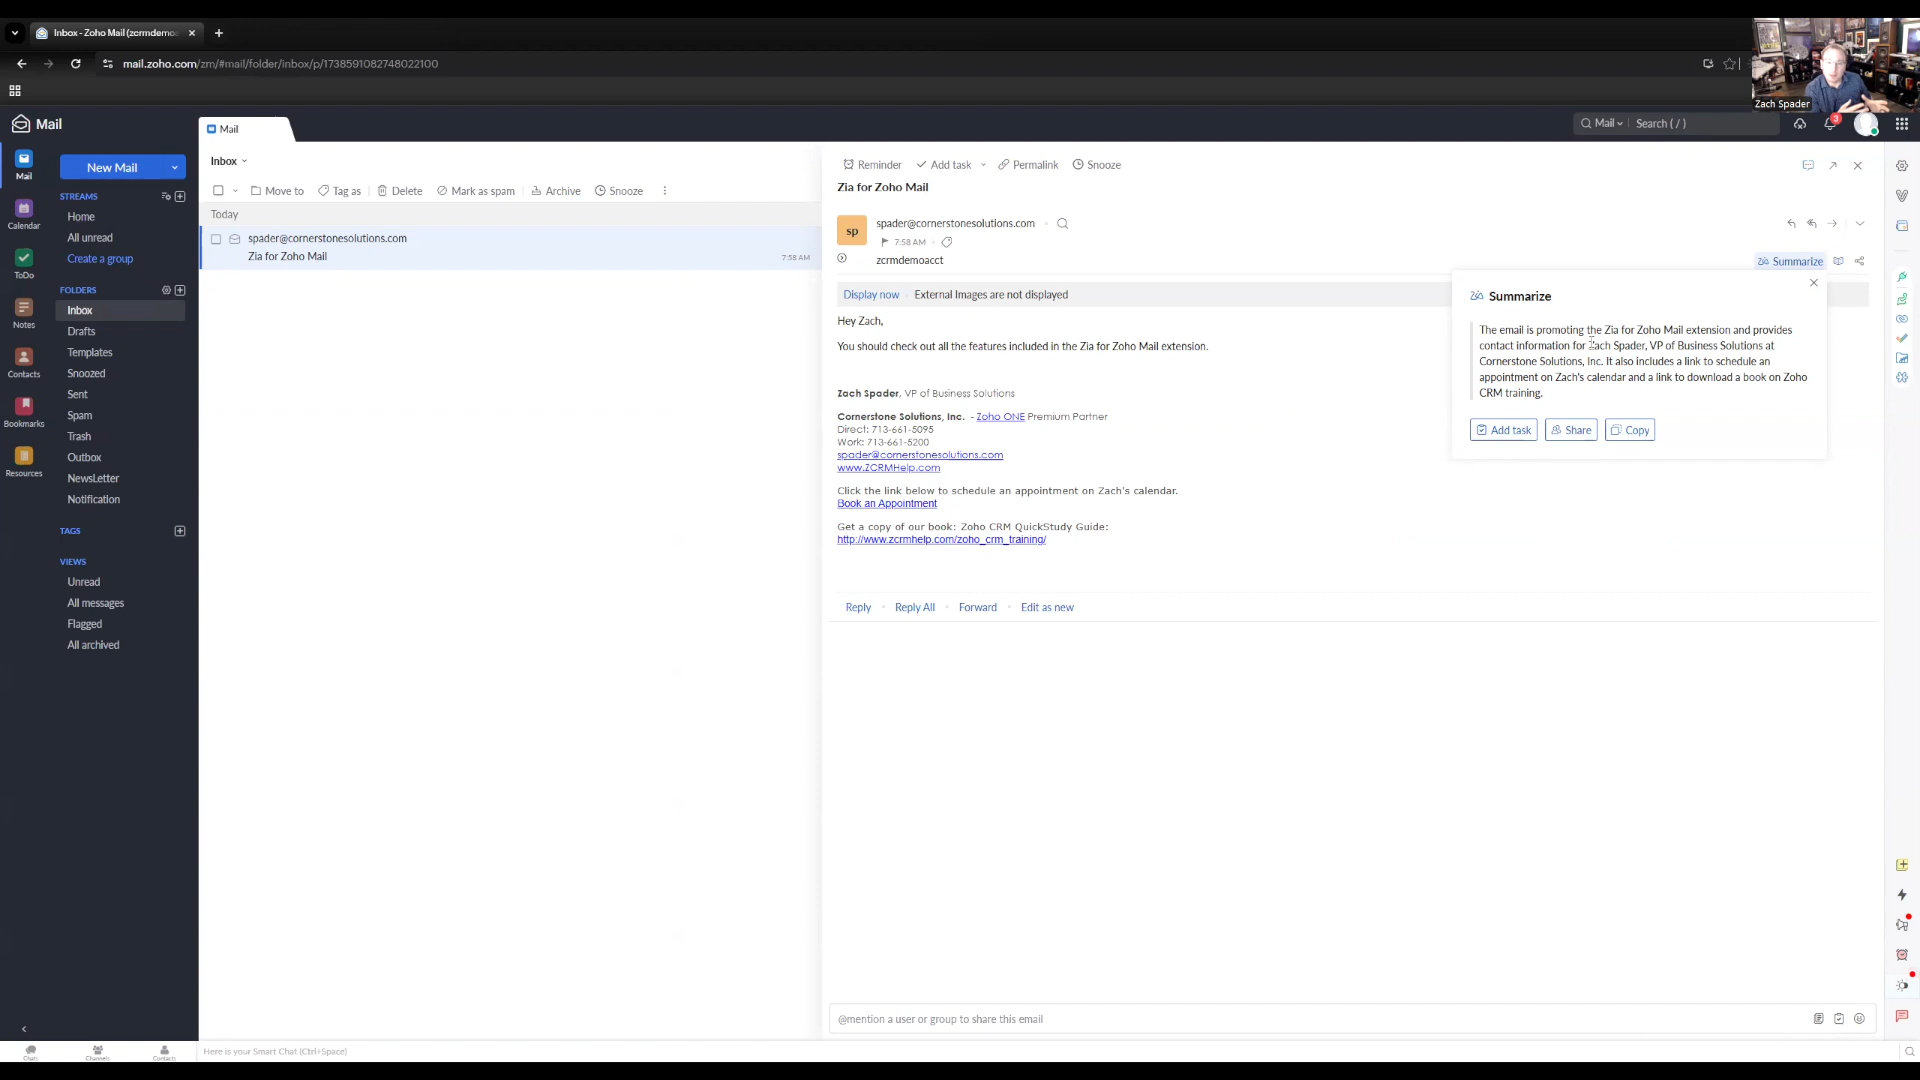 Inbox - Zoho Mail (zcrmdemo
mail.zoho.com/zm/#mail/folder/inbox/p/1738591082748022100
Zach Spader
Mail
Mail
Mail
Search ( / )
3
Mail
Calendar
ToDo
Notes
Contacts
Bookmarks
Resources
New Mail
STREAMS
Home
All unread
Create a group
FOLDERS
Inbox
Drafts
Templates
Snoozed
Sent
Spam
Trash
Outbox
NewsLetter
Notification
TAGS
VIEWS
Unread
All messages
Flagged
All archived
Inbox
Move to
Tag as
Delete
Mark as spam
Archive
Snooze
Today
spader@cornerstonesolutions.com
Zia for Zoho Mail
7:58 AM
Reminder
Add task
Permalink
Snooze
Zia for Zoho Mail
sp
spader@cornerstonesolutions.com
7:58 AM
zcrmdemoacct
Summarize
Display now · External Images are not displayed
Hey Zach,
You should check out all the features included in the Zia for Zoho Mail extension.
Zach Spader, VP of Business Solutions
Cornerstone Solutions, Inc. - Zoho ONE Premium Partner
Direct: 713-661-5095
Work: 713-661-5200
spader@cornerstonesolutions.com
www.ZCRMHelp.com
Click the link below to schedule an appointment on Zach's calendar.
Book an Appointment
Get a copy of our book: Zoho CRM QuickStudy Guide:
http://www.zcrmhelp.com/zoho_crm_training/
Reply
Reply All
Forward
Edit as new
Summarize
The email is promoting the Zia for Zoho Mail extension and provides
contact information for Zach Spader, VP of Business Solutions at
Cornerstone Solutions, Inc. It also includes a link to schedule an
appointment on Zach's calendar and a link to download a book on Zoho
CRM training.
Add task
Share
Copy
@mention a user or group to share this email
Chats
Channels
Contacts
Here is your Smart Chat (Ctrl+Space)